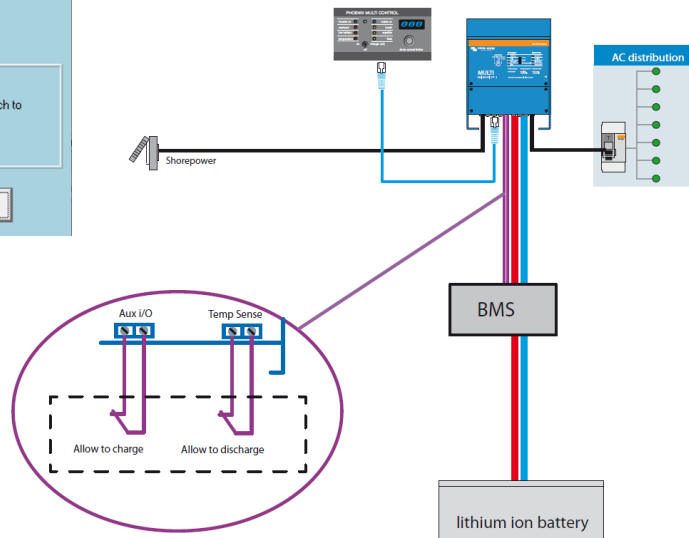 PHOENIX MULTI CONTROL
AC distribution
MULTI
ch to
Shorepower
BMS
Aux i/O
Temp Sense
Allow to charge
Allow to discharge
lithium ion battery